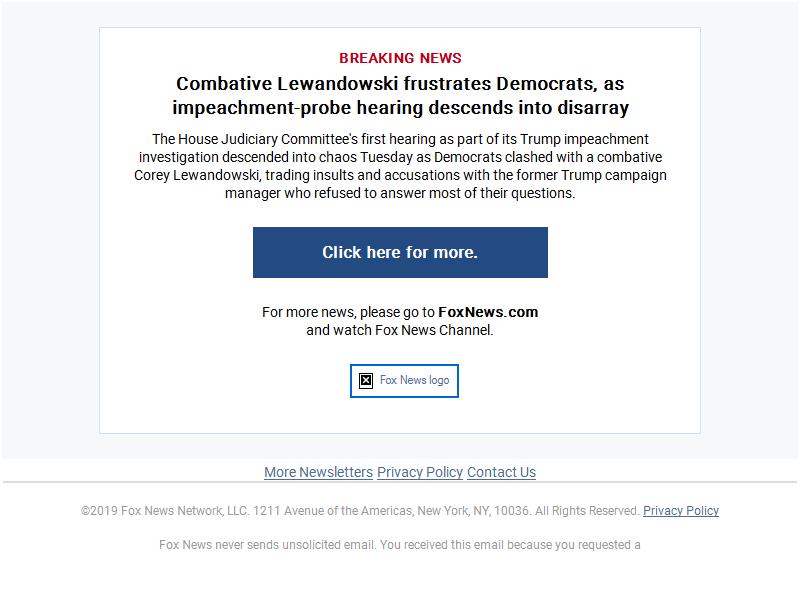 BREAKING NEWS
Combative Lewandowski frustrates Democrats, as
impeachment-probe hearing descends into disarray
The House Judiciary Committee's first hearing as part of its Trump impeachment
investigation descended into chaos Tuesday as Democrats clashed with a combative
Corey Lewandowski, trading insults and accusations with the former Trump campaign
manager who refused to answer most of their questions.
Click here for more.
For more news, please go to FoxNews.com
and watch Fox News Channel.
Fox News logo
More Newsletters Privacy Policy Contact Us
©2019 Fox News Network, LLC. 1211 Avenue of the Americas, New York, NY, 10036. All Rights Reserved. Privacy Policy
Fox News never sends unsolicited email. You received this email because you requested a